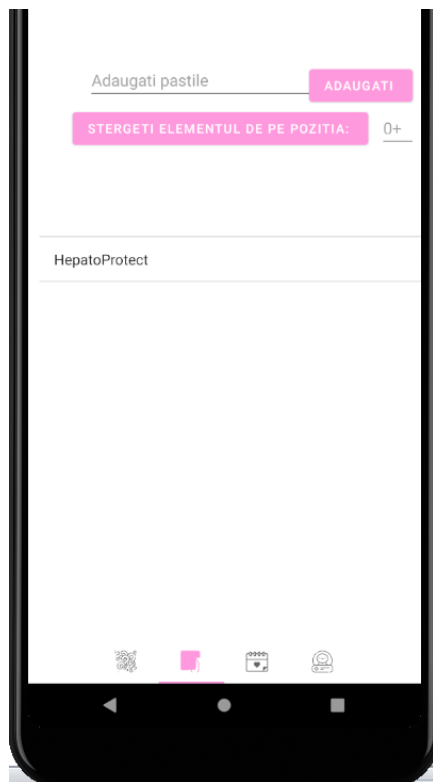 Adaugati pastile
ADAUGATI
STERGETI ELEMENTUL DE PE POZITIA:
0+
HepatoProtect